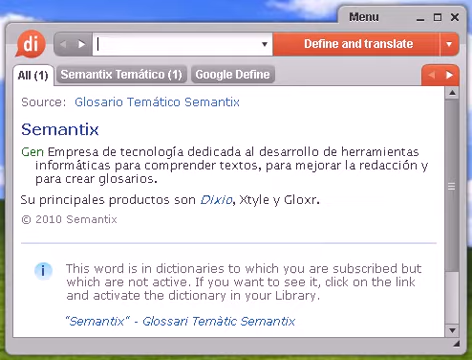 Menu
di
Define and translate
All (1)
Semantix Temático (1)
Google Define
Source: Glosario Temático Semantix
Semantix
Gen Empresa de tecnología dedicada al desarrollo de herramientas
informáticas para comprender textos, para mejorar la redacción y
para crear glosarios.
Su principales productos son Dixio, Xtyle y Gloxr.
© 2010 Semantix
i
This word is in dictionaries to which you are subscribed but
which are not active. If you want to see it, click on the link
and activate the dictionary in your Library.
"Semantix" - Glossari Temàtic Semantix